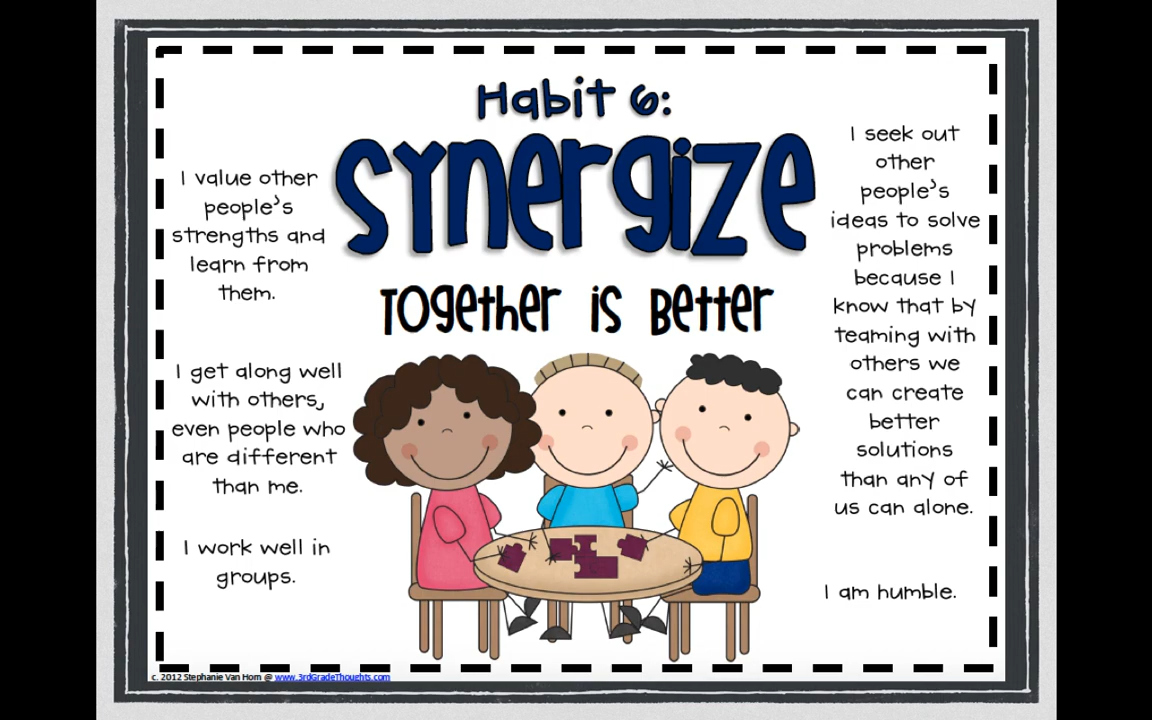 Habit 6:
Synergize
Together is Better
I value other
people's
strengths and
learn from
them.
I get along well
with others,
even people who
are different
than me.
I work well in
groups.
I seek out
other
people's
ideas to solve
problems
because I
know that by
teaming with
others we
can create
better
solutions
than any of
us can alone.
I am humble.
c. 2012 Stephanie Van Horn @ www.3rdGradeThoughts.com